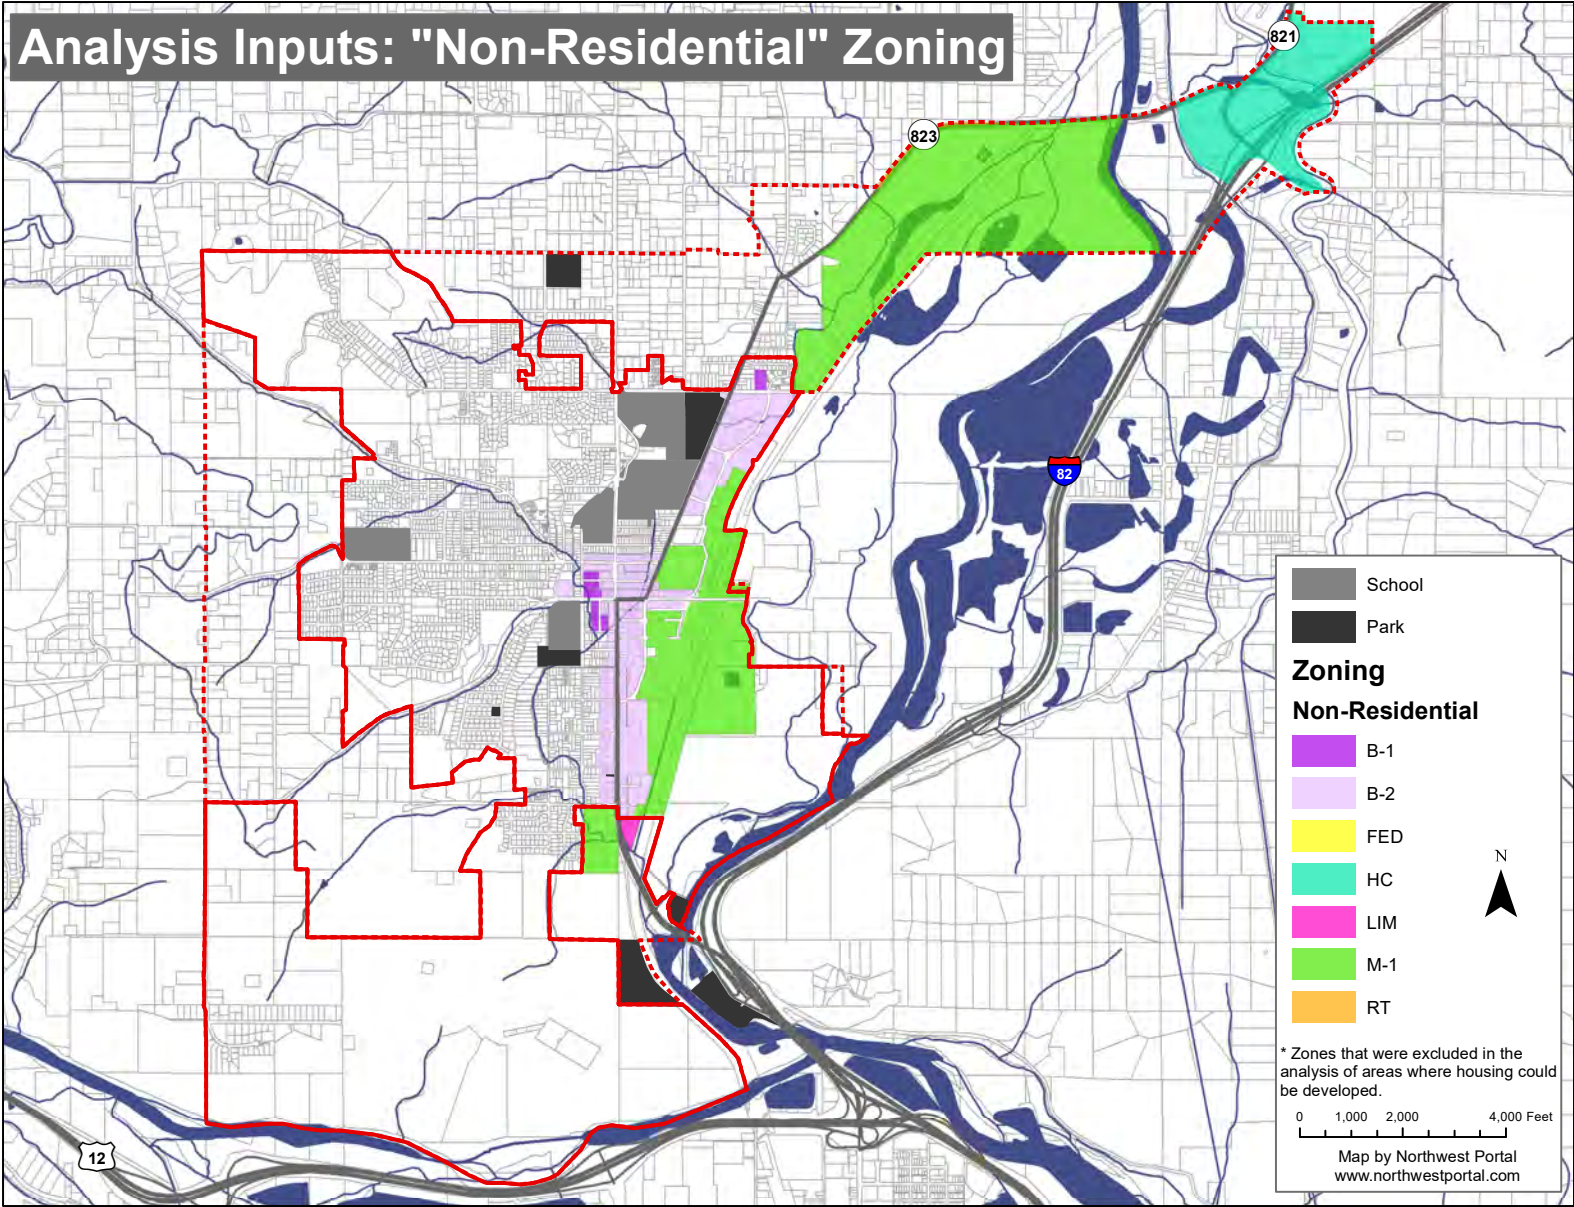 Analysis Inputs: "Non-Residential" Zoning
821
823
82
12
School
Park
Zoning
Non-Residential
B-1
B-2
FED
HC
LIM
M-1
RT
N
* Zones that were excluded in the
analysis of areas where housing could
be developed.
0 1,000 2,000 4,000 Feet
Map by Northwest Portal
www.northwestportal.com